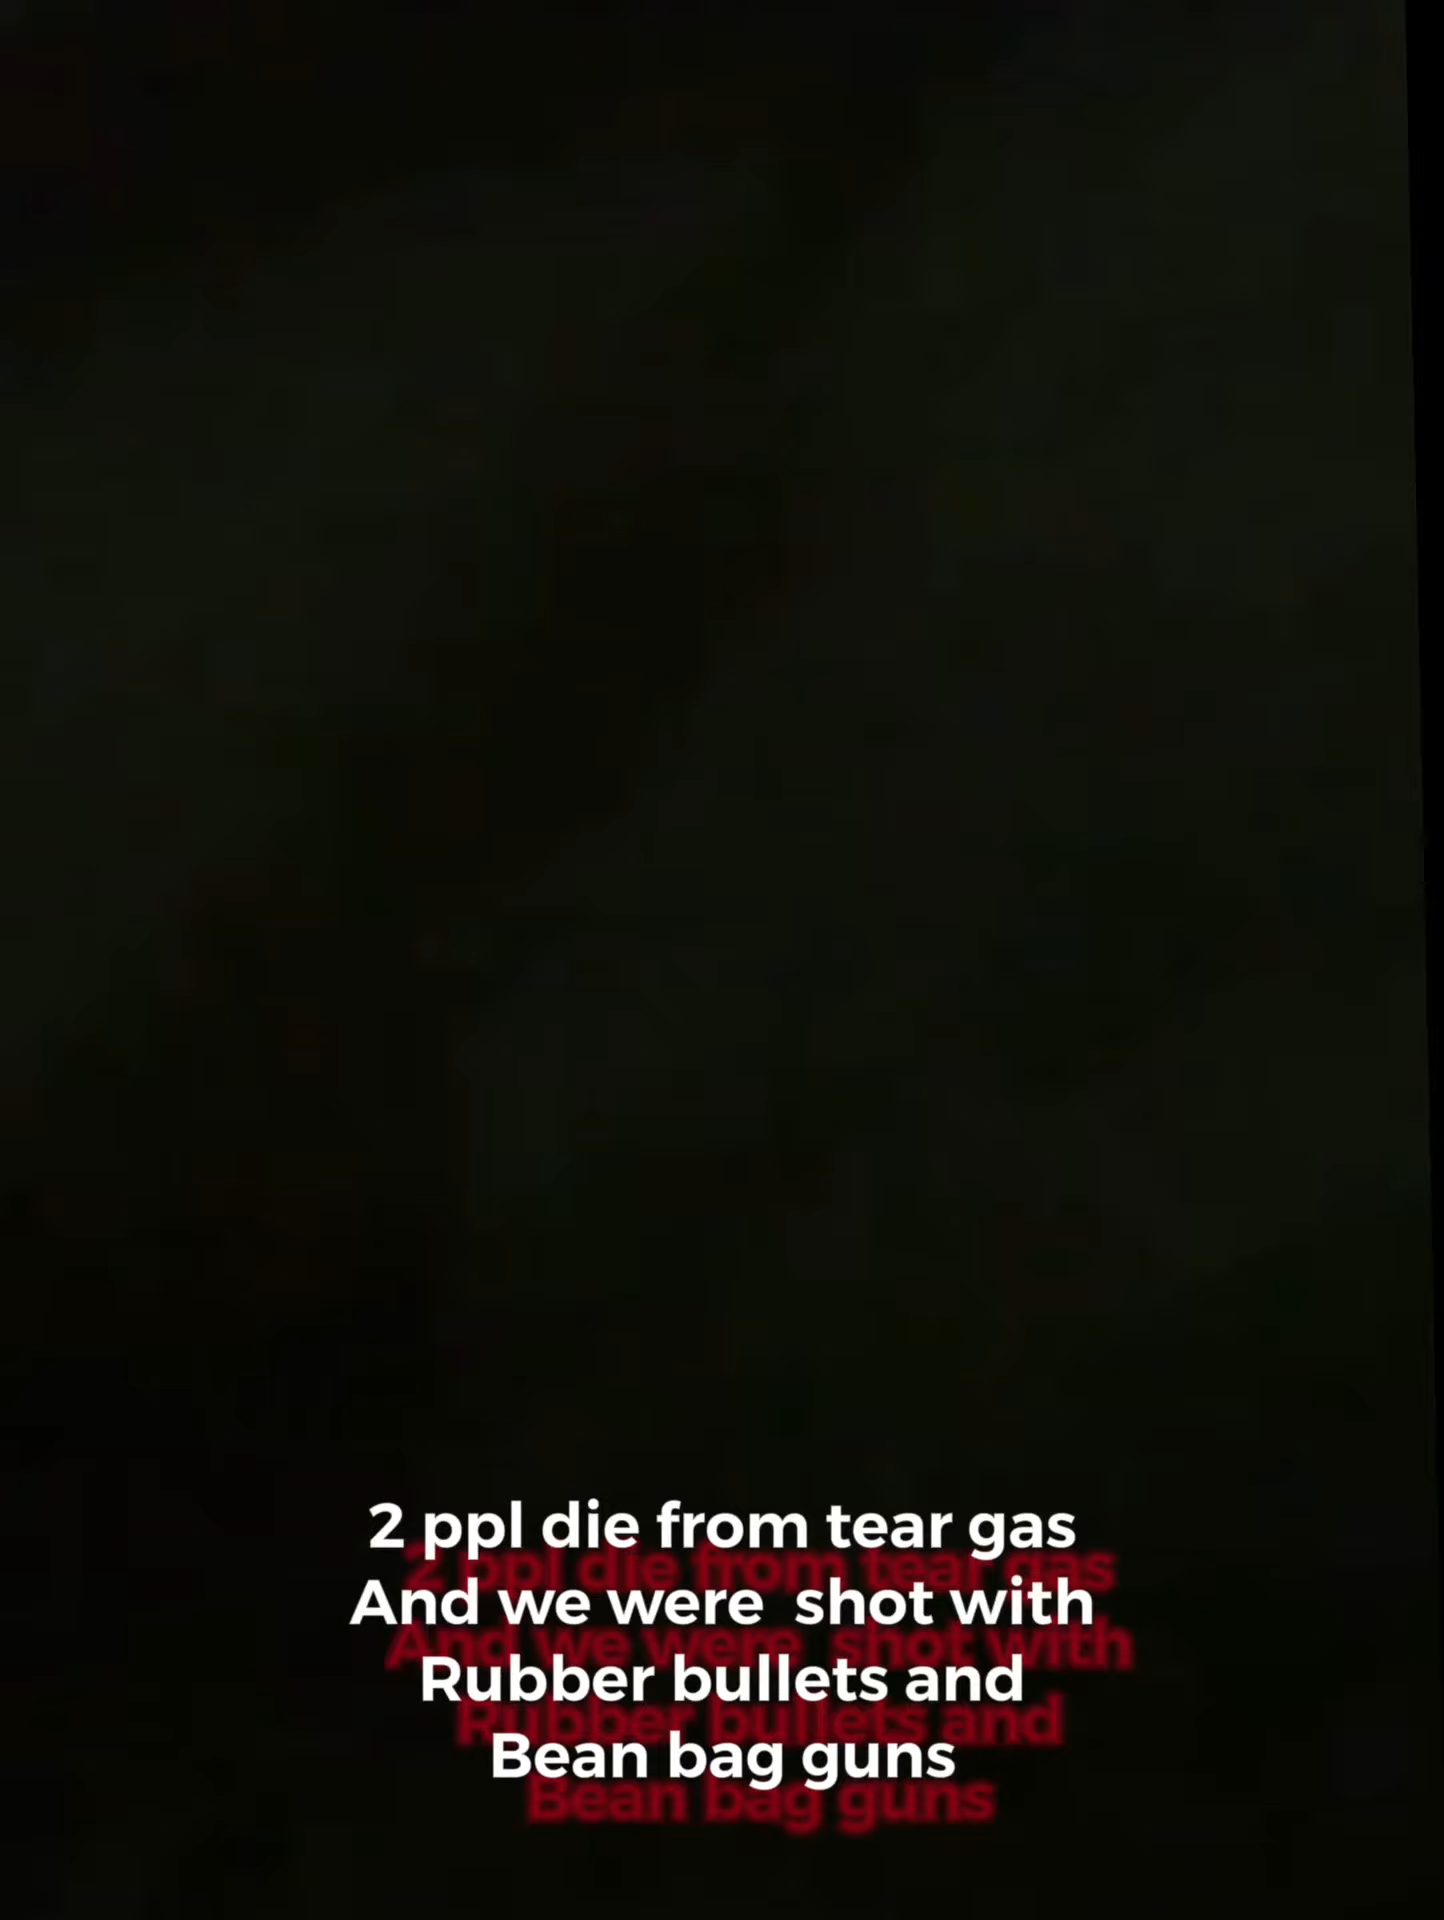 2 ppl die from tear gas
And we were  shot with
Rubber bullets and
Bean bag guns